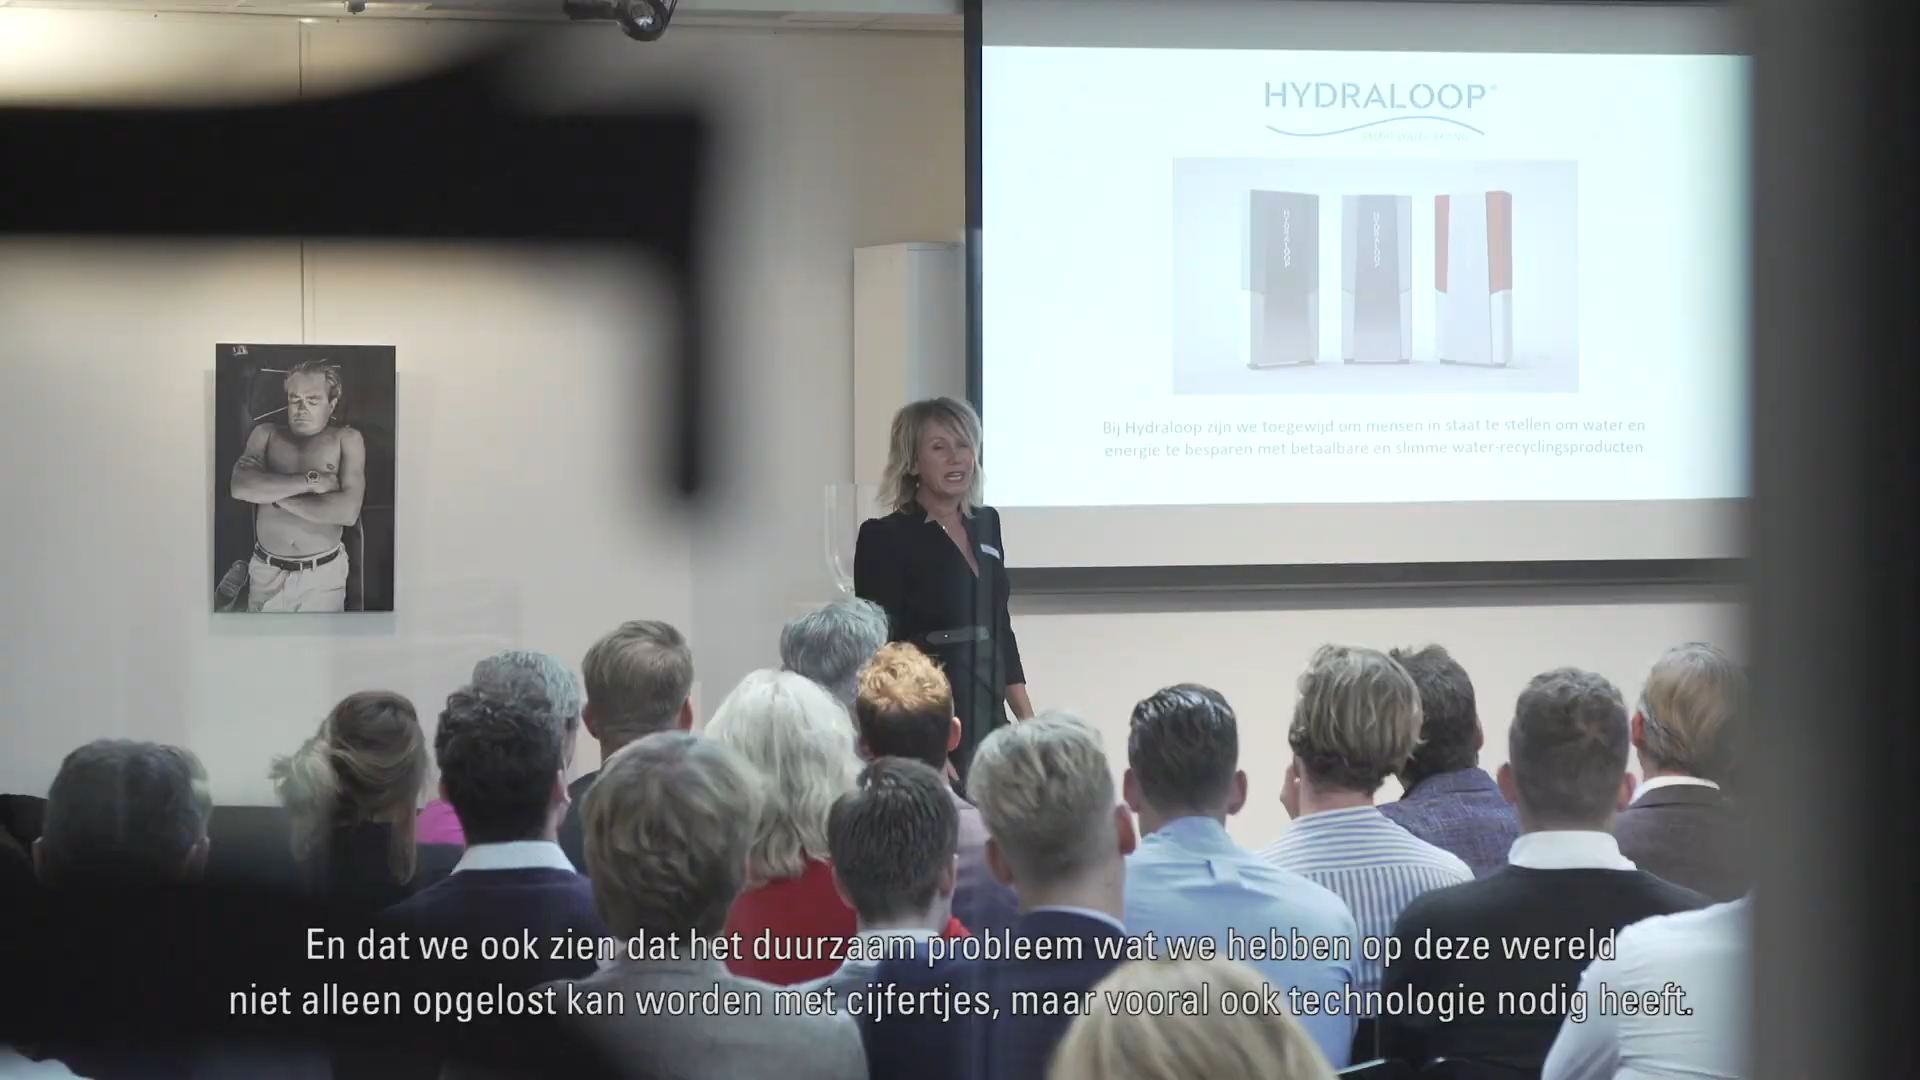 HYDRALOOP
HYDRALOOP
HYDRALOOP
Bij Hydraloop zijn we toegewijd om mensen in staat te stellen om water en
energie te besparen met betaalbare en slimme water-recyclingsproducten
En dat we ook zien dat het duurzaam probleem wat we hebben op deze wereld
niet alleen opgelost kan worden met cijfertjes, maar vooral ook technologie nodig heeft.